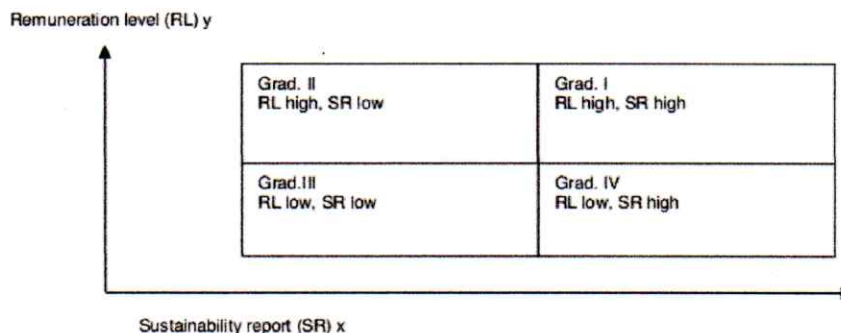 Remuneration level (RL) y
Grad. II
RL high, SR low
Grad. I
RL high, SR high
Grad.III
RL low, SR low
Grad. IV
RL low, SR high
Sustainability report (SR) x